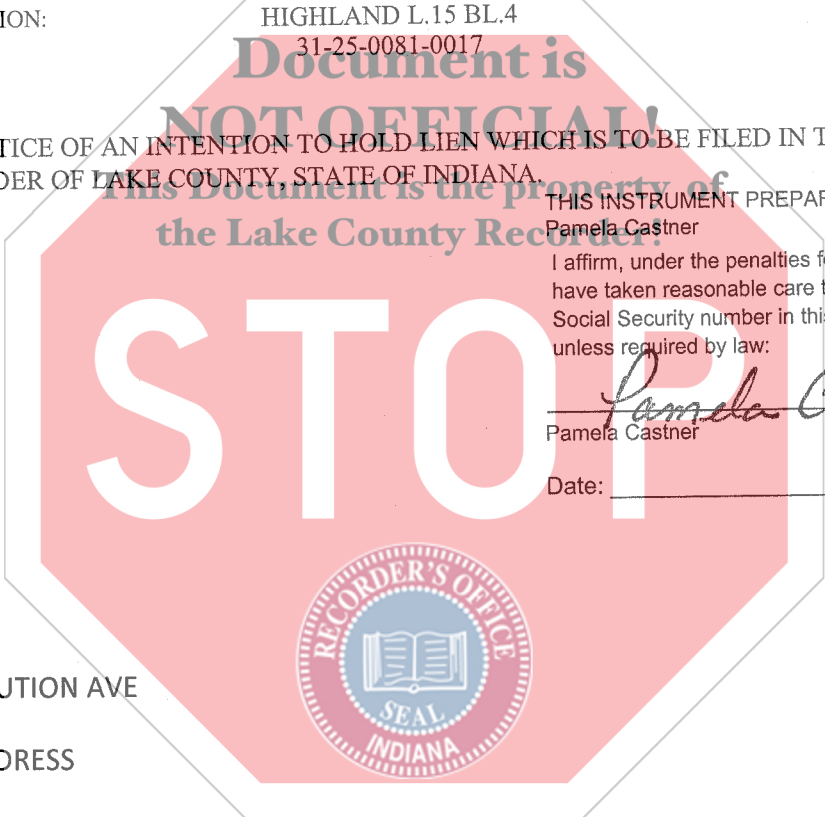 ION:
HIGHLAND L.15 BL.4
31-25-0081-0017
Document is
NOT OFFICIAL!
TICE OF AN INTENTION TO HOLD LIEN WHICH IS TO BE FILED IN T
DER OF LAKE COUNTY, STATE OF INDIANA.
This Document is the property of
the Lake County Recorder!
THIS INSTRUMENT PREPAR
Pamela Castner
I affirm, under the penalties f
have taken reasonable care t
Social Security number in this
unless required by law:
STOP
Pamela C
Pamela Castner
Date:
RECORDER'S OFFICE
SEAL
INDIANA
UTION AVE
DRESS